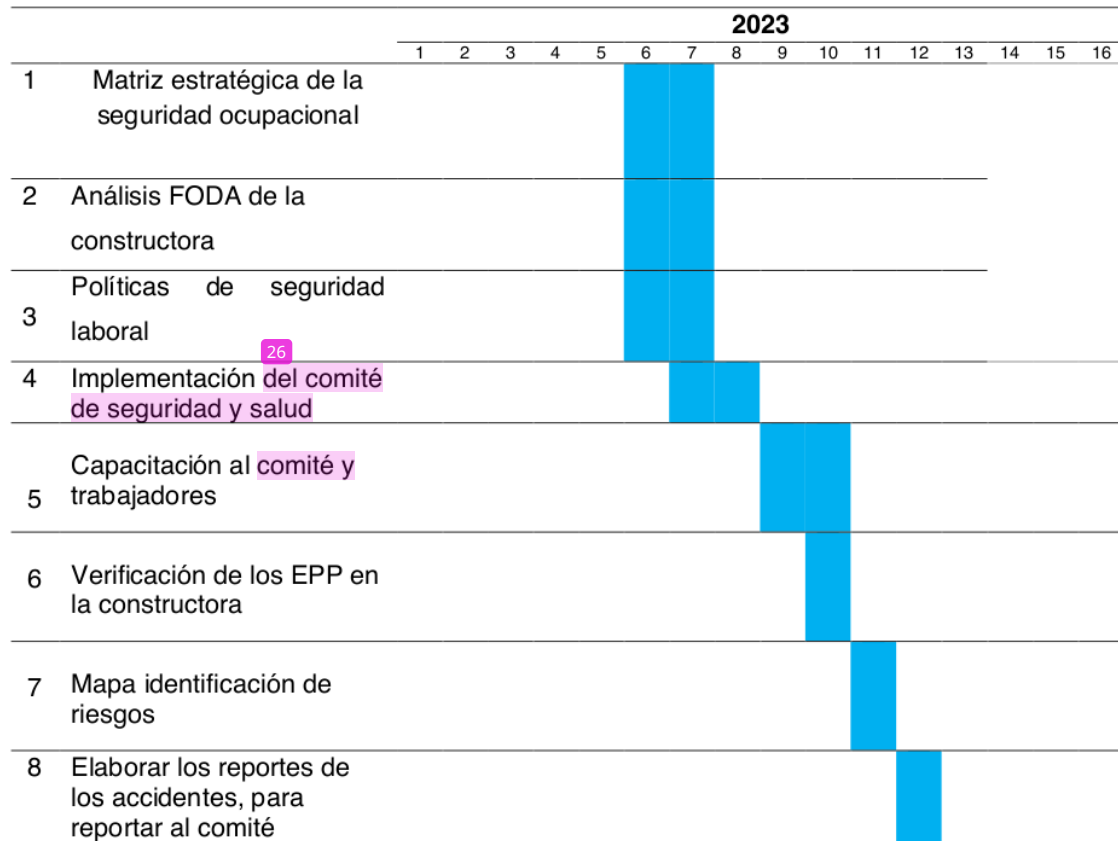 2023
1 2 3 4 5 6 7 8 9 10 11 12 13 14 15 16
1 Matriz estratégica de la
seguridad ocupacional
2 Análisis FODA de la
constructora
Políticas de seguridad
3
laboral
26
4 Implementación del comité
de seguridad y salud
Capacitación al comité y
5 trabajadores
6 Verificación de los EPP en
la constructora
7 Mapa identificación de
riesgos
8 Elaborar los reportes de
los accidentes, para
reportar al comité